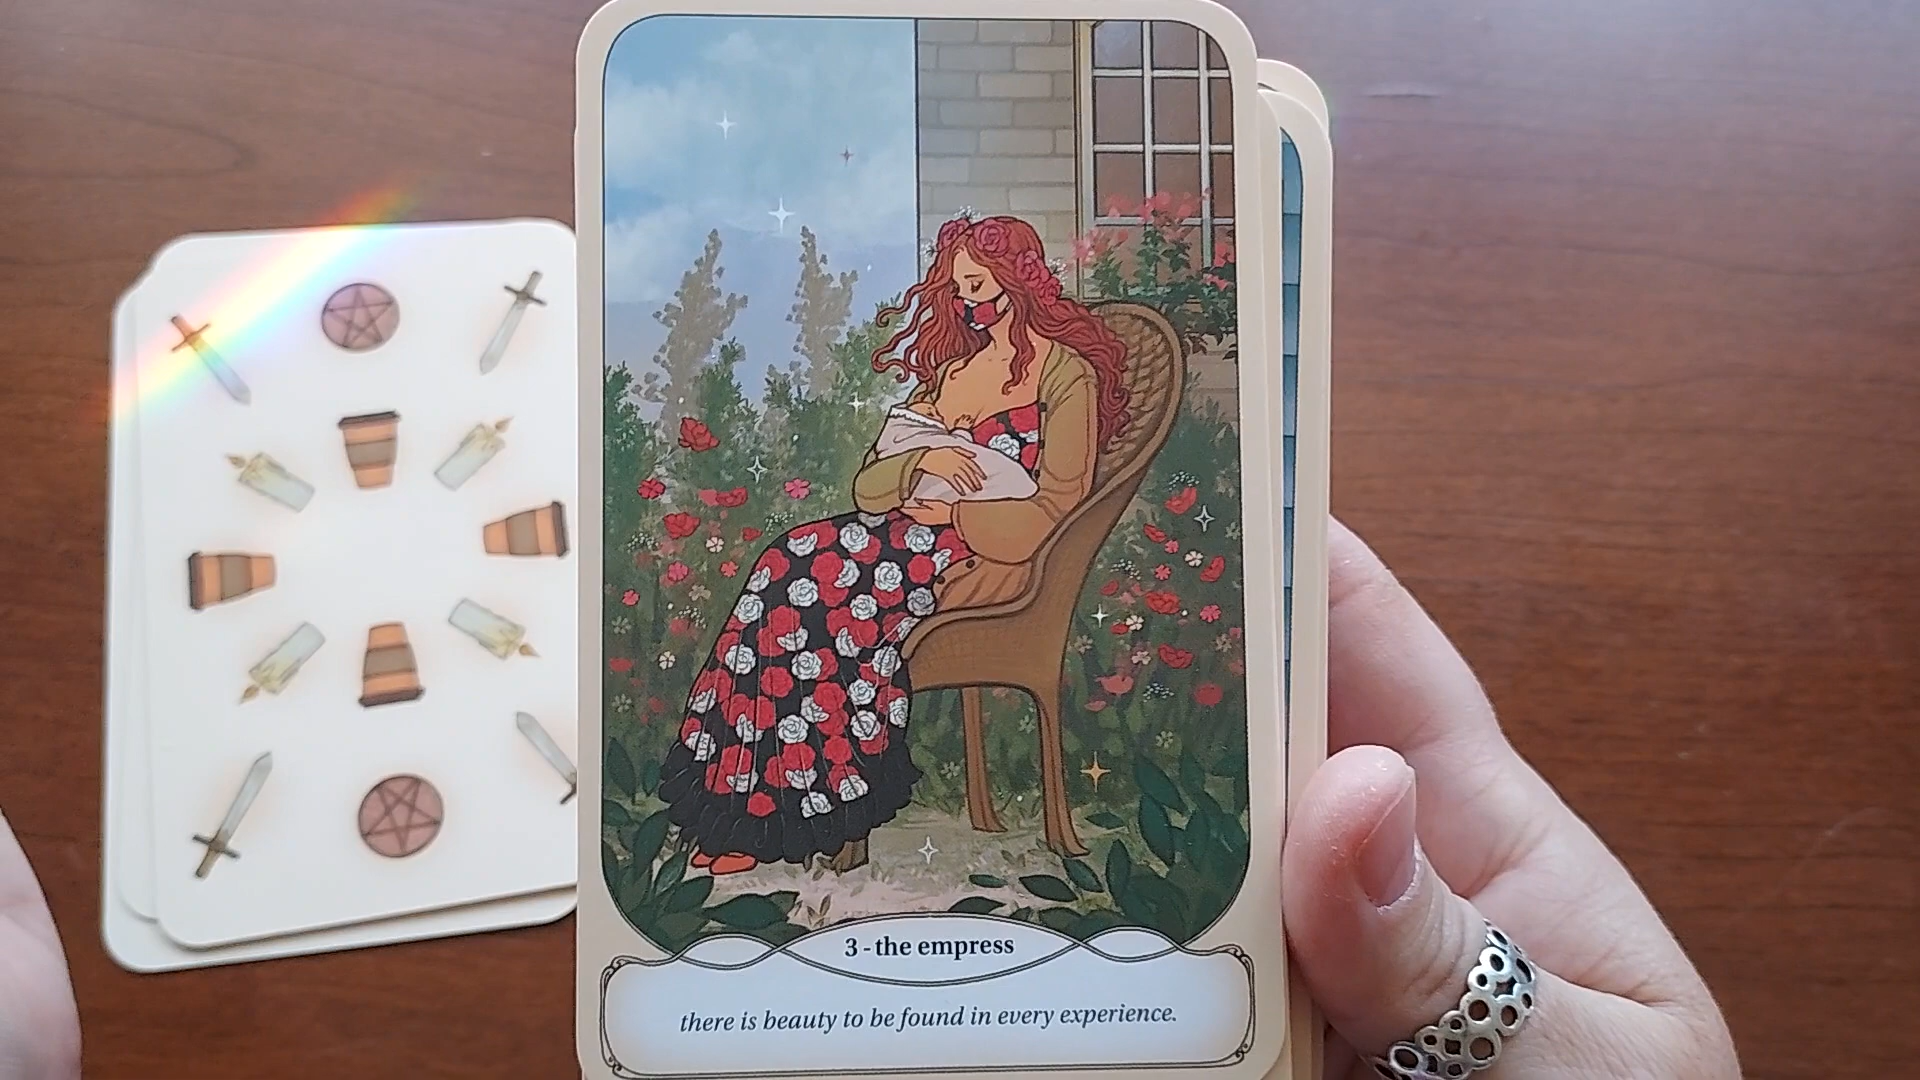 3 - the empress
there is beauty to be found in every experience.